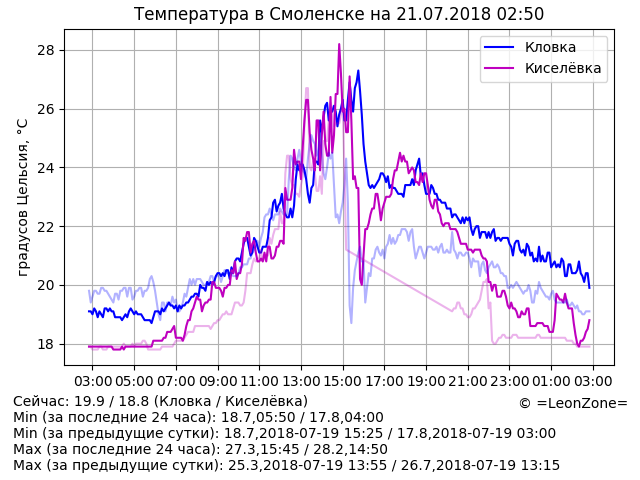 Температура в Смоленске на 21.07.2018 02:50
Кловка
Киселёвка
градусов Цельсия, °C
28
26
24
22
20
18
03:00 05:00 07:00 09:00 11:00 13:00 15:00 17:00 19:00 21:00 23:00 01:00 03:00
Сейчас: 19.9 / 18.8 (Кловка / Киселёвка)
© =LeonZone=
Min (за последние 24 часа): 18.7,05:50 / 17.8,04:00
Min (за предыдущие сутки): 18.7,2018-07-19 15:25 / 17.8,2018-07-19 03:00
Max (за последние 24 часа): 27.3,15:45 / 28.2,14:50
Max (за предыдущие сутки): 25.3,2018-07-19 13:55 / 26.7,2018-07-19 13:15